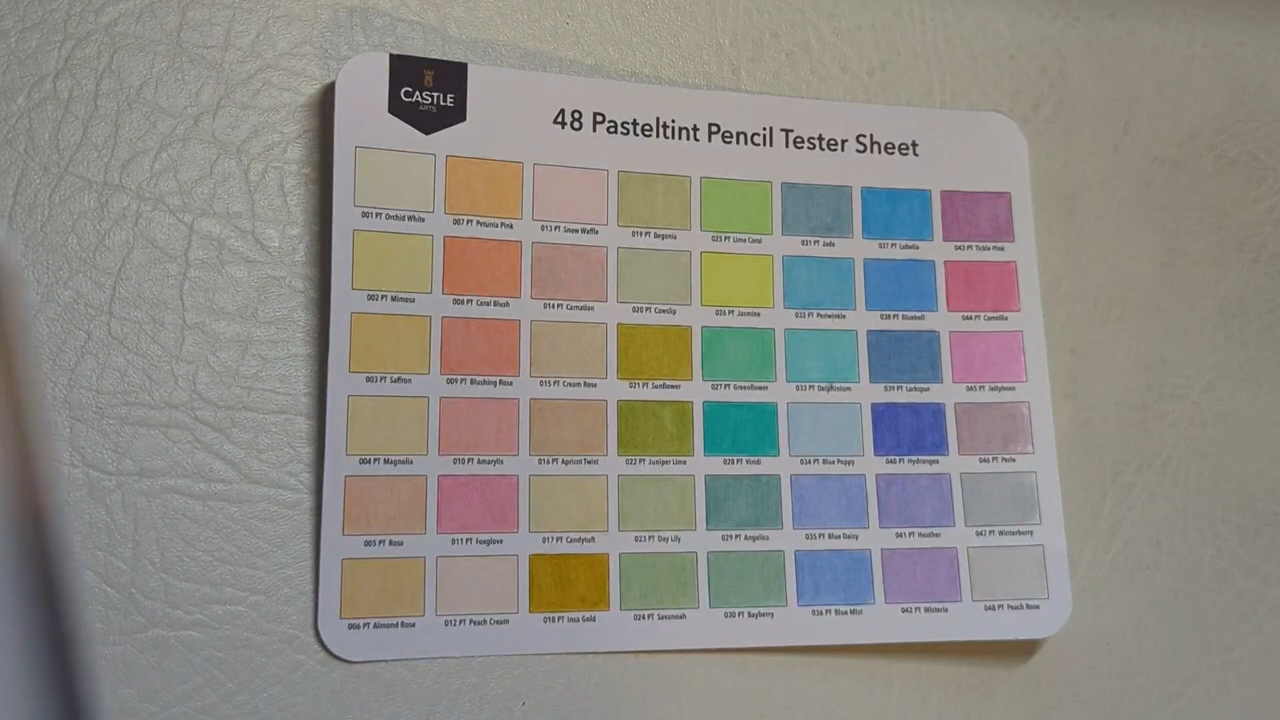 CASTLE
ARTS
48 Pasteltint Pencil Tester Sheet
001 PT Orchid White
007 PT Petunia Pink
013 PT Snow Waffle
019 PT Begonia
025 PT Lime Coral
031 PT Jade
037 PT Lobelia
043 PT Tickle Pink
002 PT Mimosa
008 PT Coral Blush
014 PT Carnation
020 PT Cowslip
026 PT Jasmine
032 PT Periwinkle
038 PT Bluebell
044 PT Camellia
003 PT Saffron
009 PT Blushing Rose
015 PT Cream Rose
021 PT Sunflower
027 PT Greenflower
033 PT Delphinium
039 PT Larkspur
045 PT Jellybean
004 PT Magnolia
010 PT Amaryllis
016 PT Apricot Twist
022 PT Juniper Lime
028 PT Viridi
034 PT Blue Poppy
040 PT Hydrangea
046 PT
005 PT Rosa
011 PT Foxglove
017 PT Candytuft
023 PT Day Lily
029 PT Angelica
035 PT Blue Daisy
041 PT Heather
047 PT Winterberry
006 PT Almond Rose
012 PT Peach Cream
018 PT Inca Gold
024 PT Savannah
030 PT Bayberry
036 PT Blue Mist
042 PT Wisteria
048 PT Peach Rose